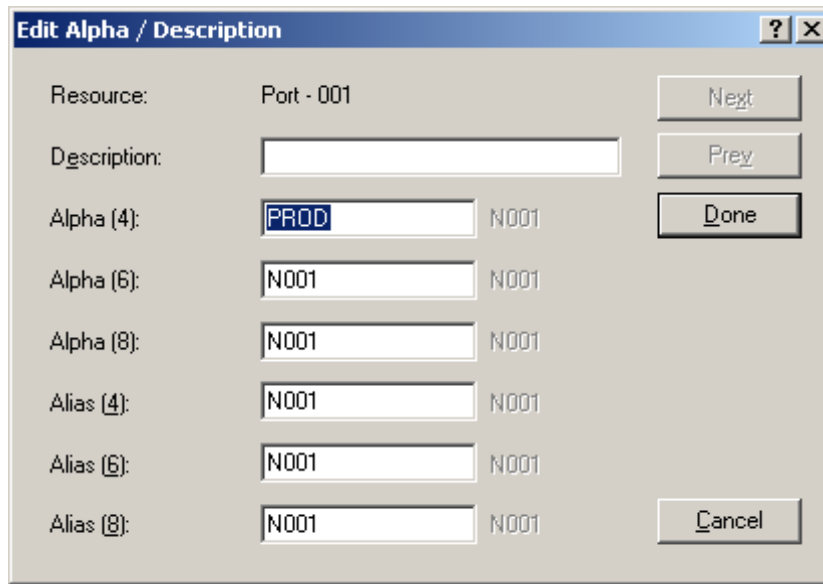 Edit Alpha / Description
Resource: Port - 001 Next
Description: Prev
Alpha (4): PROD N001 Done
Alpha (6): N001 N001
Alpha (8): N001 N001
Alias (4): N001 N001
Alias (6): N001 N001
Alias (8): N001 N001 Cancel